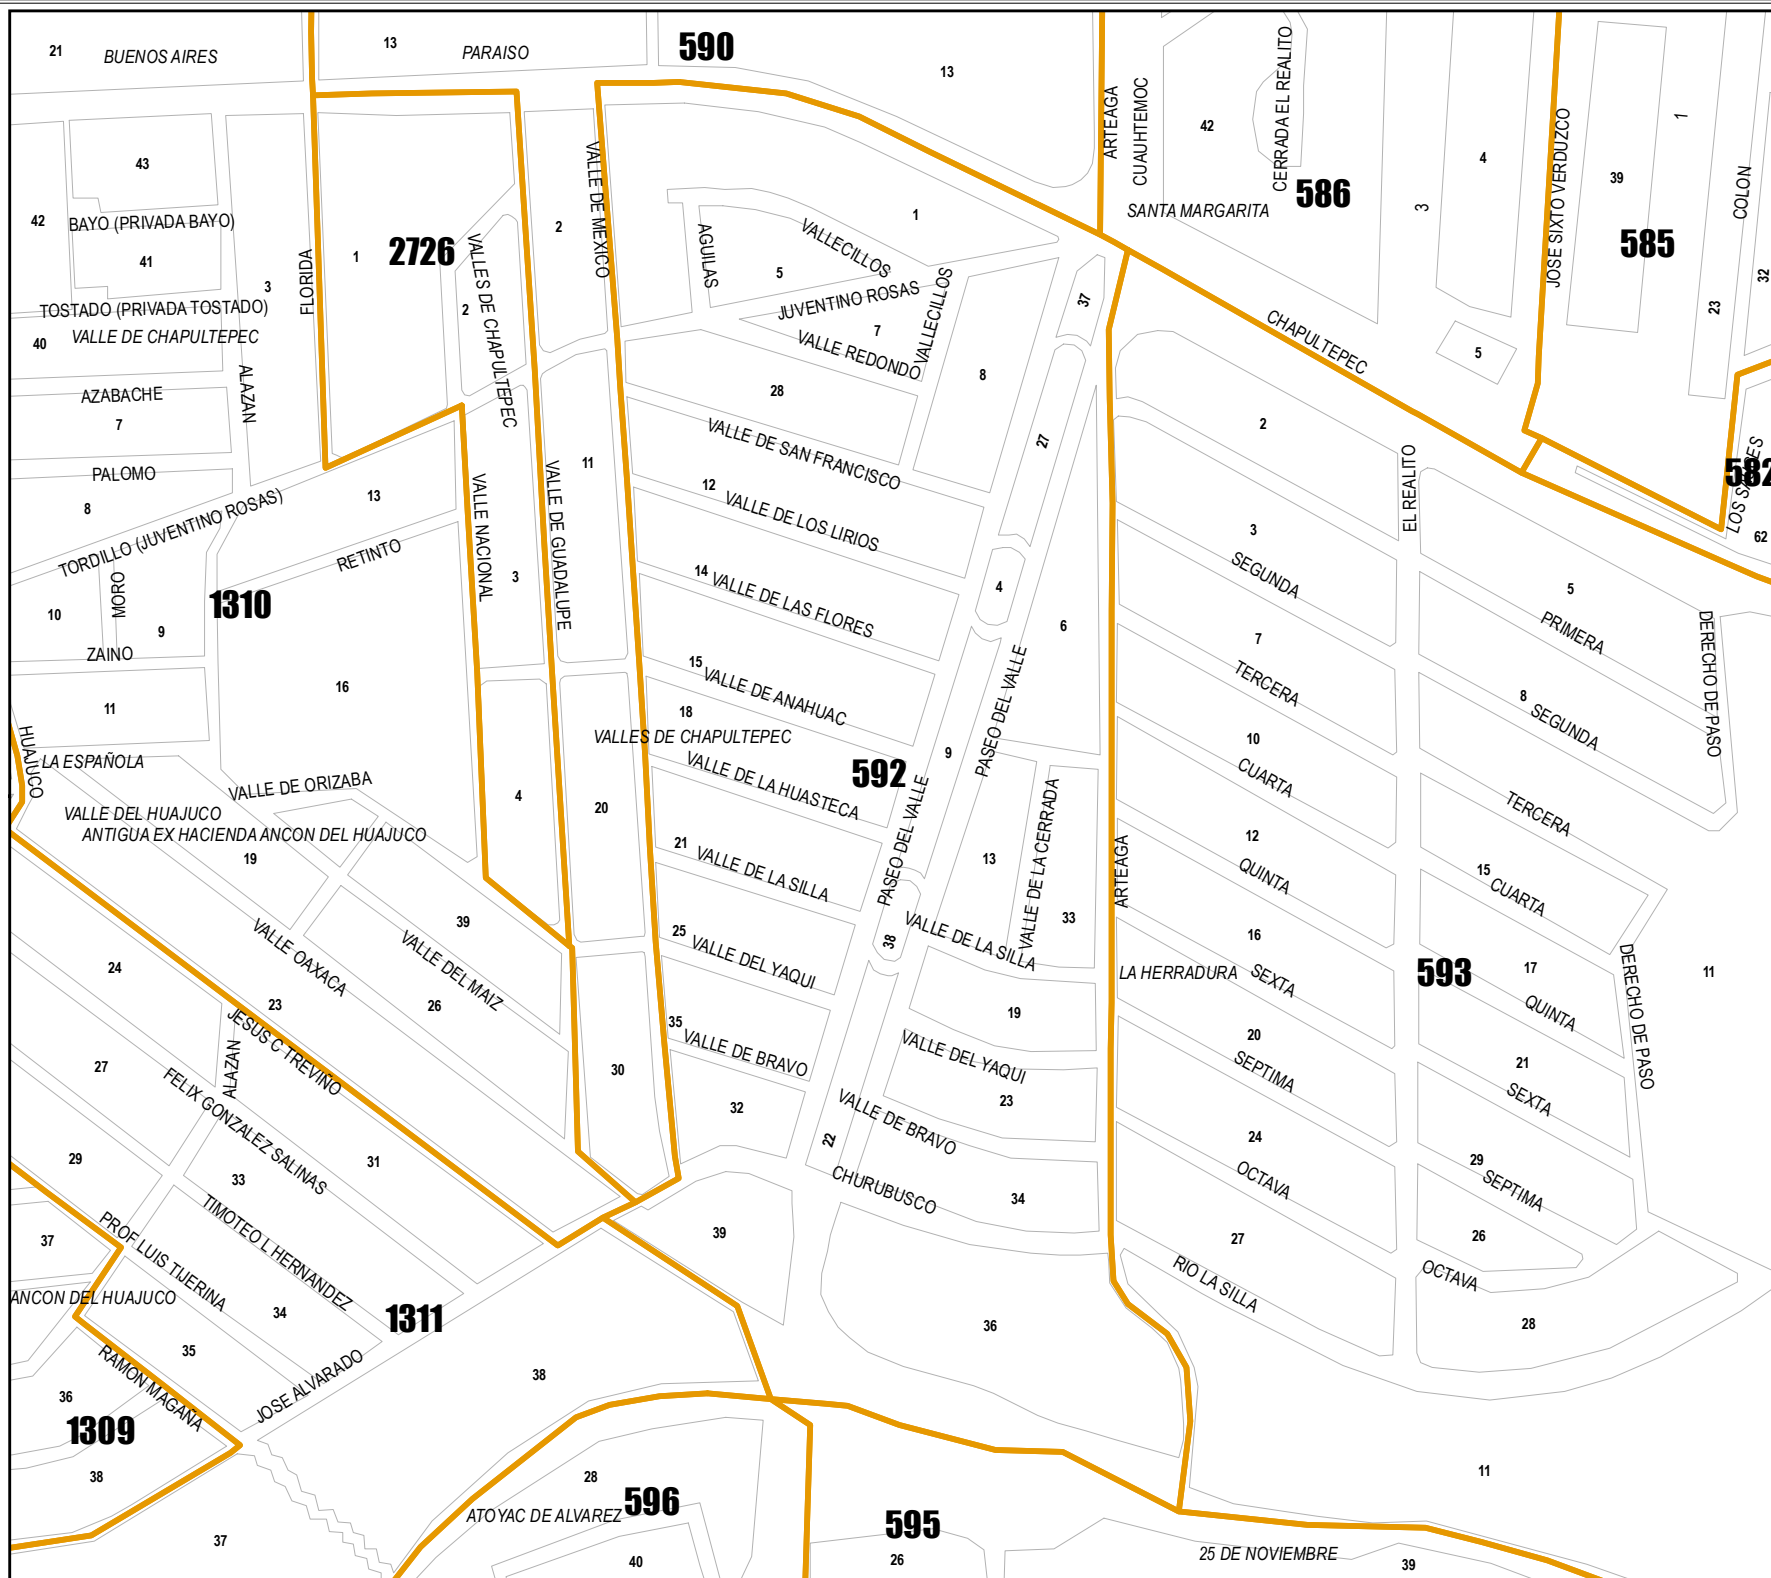 21
BUENOS AIRES
13
PARAISO
590
13
ARTEAGA
CUAUHTEMOC
42
CERRADA EL REALITO
586
SANTA MARGARITA
3
4
5
JOSE SIXTO VERDUZCO
39
1
585
COLON
23
32
582
62
43
42
BAYO (PRIVADA BAYO)
41
3
TOSTADO (PRIVADA TOSTADO)
VALLE DE CHAPULTEPEC
40
AZABACHE
ALAZAN
7
PALOMO
8
FLORIDA
1
2726
VALLES DE CHAPULTEPEC
2
2
VALLE DE MEXICO
AGUILAS
1
VALLECILLOS
5
JUVENTINO ROSAS
7
VALLECILLOS
VALLE REDONDO
37
8
28
27
CHAPULTEPEC
2
EL REALITO
VALLE DE SAN FRANCISCO
11
12
VALLE DE LOS LIRIOS
VALLE NACIONAL
VALLE DE GUADALUPE
13
TORDILLO (JUVENTINO ROSAS)
RETINTO
MORO
1310
10
9
ZAINO
3
14
VALLE DE LAS FLORES
4
6
3
SEGUNDA
5
PRIMERA
DERECHO DE PASO
7
TERCERA
8
SEGUNDA
11
16
15
VALLE DE ANAHUAC
18
VALLES DE CHAPULTEPEC
9
PASEO DEL VALLE
10
CUARTA
TERCERA
HUAJUCO
LA ESPAÑOLA
VALLE DE ORIZABA
VALLE DEL HUAJUCO
ANTIGUA EX HACIENDA ANCON DEL HUAJUCO
19
4
20
592
VALLE DE LA HUASTECA
PASEO DEL VALLE
21
VALLE DE LA SILLA
13
VALLE DE LA CERRADA
33
ARTEAGA
12
QUINTA
15
CUARTA
39
VALLE OAXACA
VALLE DEL MAIZ
25
VALLE DEL YAQUI
38
VALLE DE LA SILLA
LA HERRADURA
16
SEXTA
593
17
QUINTA
DERECHO DE PASO
11
24
23
26
JESUS C TREVIÑO
35
VALLE DE BRAVO
19
VALLE DEL YAQUI
20
SEPTIMA
21
SEXTA
27
ALAZAN
FELIX GONZALEZ SALINAS
30
32
22
23
VALLE DE BRAVO
24
OCTAVA
29
SEPTIMA
29
33
31
TIMOTEO L HERNANDEZ
CHURUBUSCO
34
39
27
26
37
PROF LUIS TIJERINA
RIO LA SILLA
OCTAVA
ANCON DEL HUAJUCO
34
1311
36
28
35
RAMON MAGAÑA
JOSE ALVARADO
38
36
1309
38
28
11
ATOYAC DE ALVAREZ
596
595
37
40
26
25 DE NOVIEMBRE
39